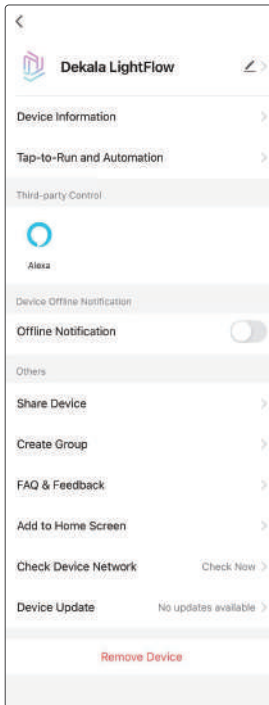 Dekala LightFlow
Device Information
Tap-to-Run and Automation
Third-party Control
Alexa
Device Offline Notification
Offline Notification
Others
Share Device
Create Group
FAQ & Feedback
Add to Home Screen
Check Device Network Check Now
Device Update No updates available
Remove Device